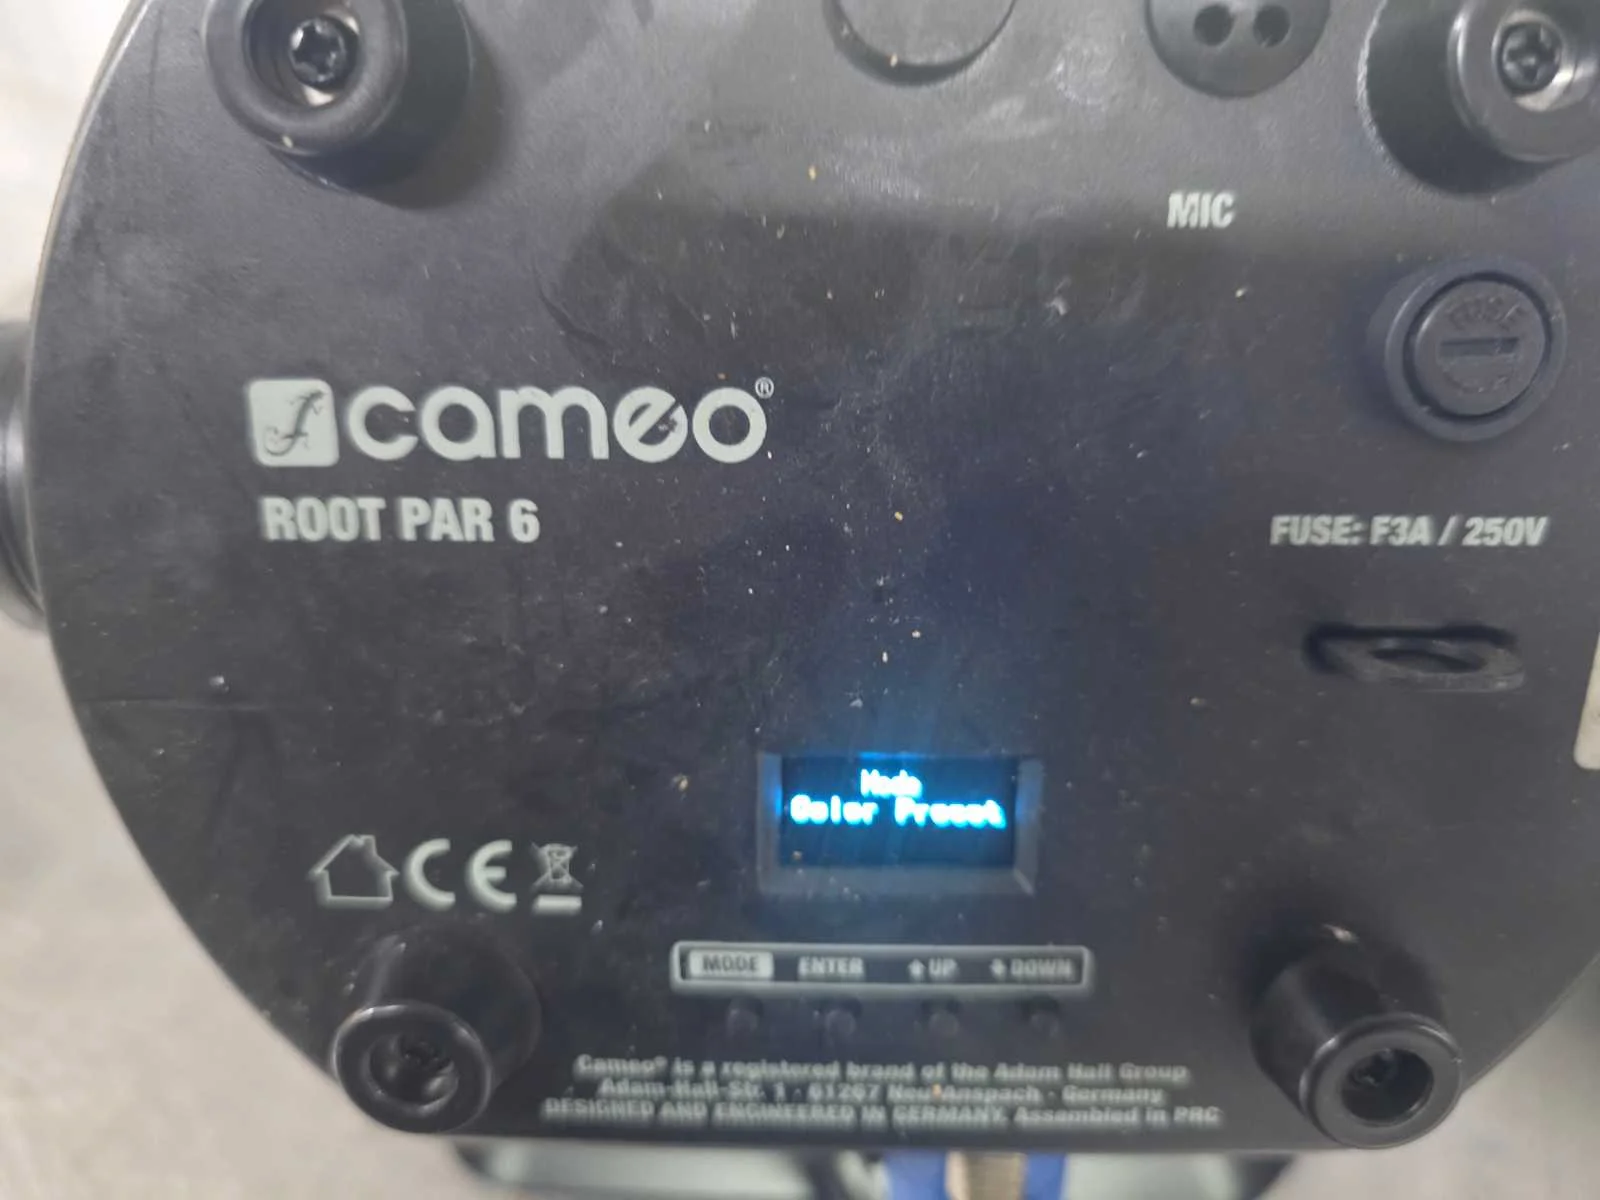 MIC
cameo®
ROOT PAR 6
FUSE
FUSE: F3A / 250V
Mode
Color Preset
CE
MODE ENTER UP DOWN
Cameo® is a registered brand of the Adam Hall Group
Adam-Hall-Str. 1 · 61267 Neu-Anspach · Germany
DESIGNED AND ENGINEERED IN GERMANY, Assembled in PRC